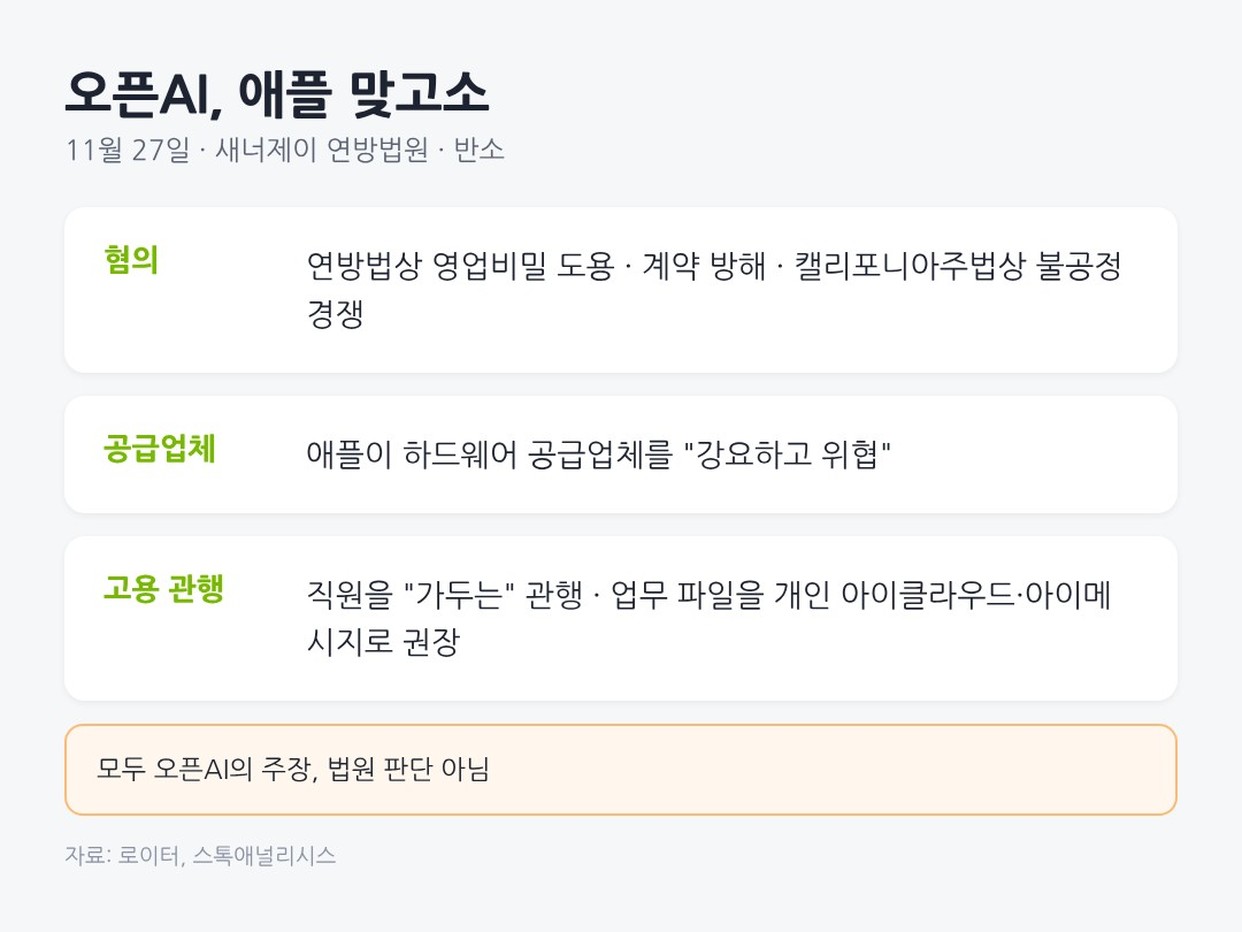 오픈AI, 애플 맞고소
11월 27일 · 새너제이 연방법원 · 반소
혐의
연방법상 영업비밀 도용 · 계약 방해 · 캘리포니아주법상 불공정
경쟁
공급업체
애플이 하드웨어 공급업체를 "강요하고 위협"
고용 관행
직원을 "가두는" 관행 · 업무 파일을 개인 아이클라우드·아이메
시지로 권장
모두 오픈AI의 주장, 법원 판단 아님
자료: 로이터, 스톡애널리시스